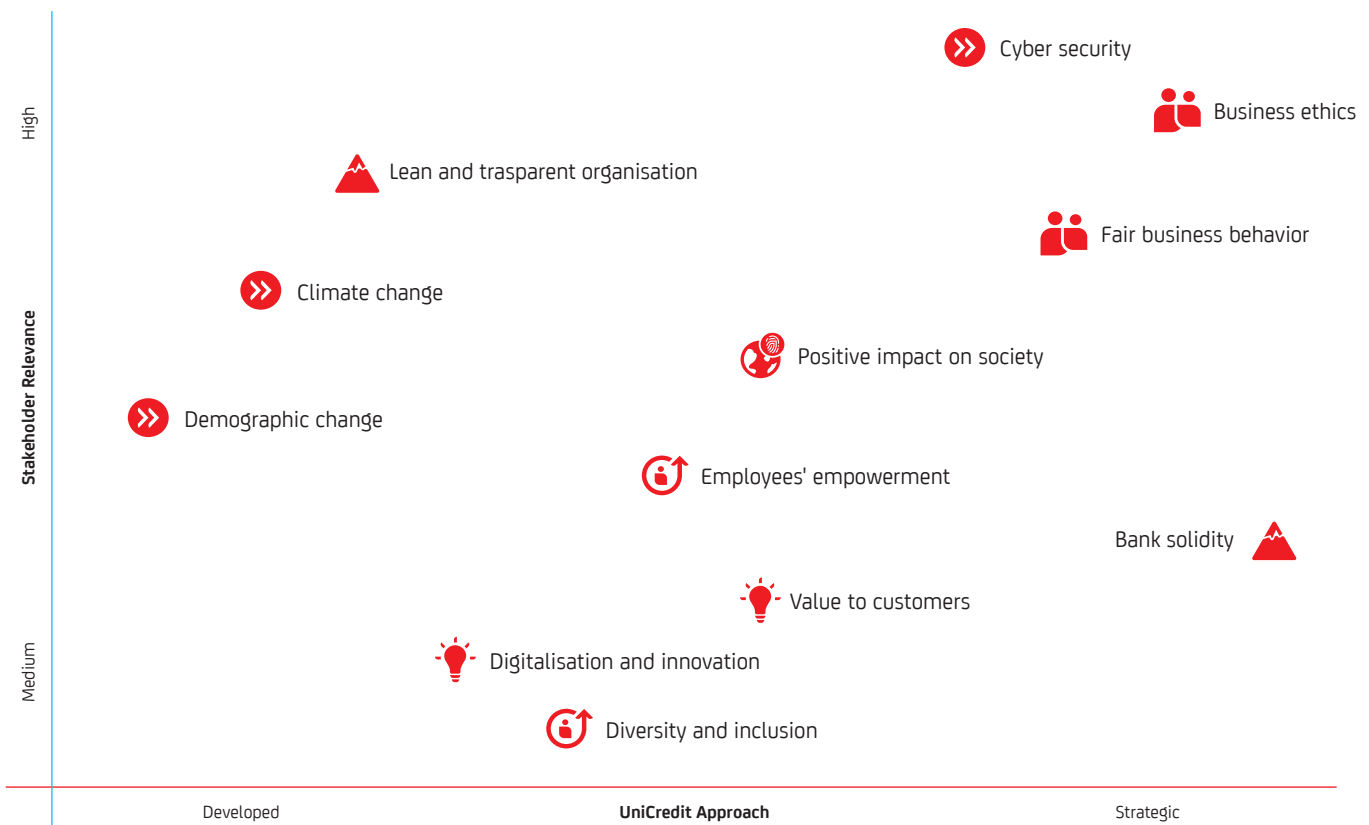 Cyber security
High
Business ethics
Lean and trasparent organisation
Fair business behavior
Climate change
Stakeholder Relevance
Positive impact on society
Demographic change
Employees' empowerment
Bank solidity
Value to customers
Medium
Digitalisation and innovation
Diversity and inclusion
Developed
UniCredit Approach
Strategic